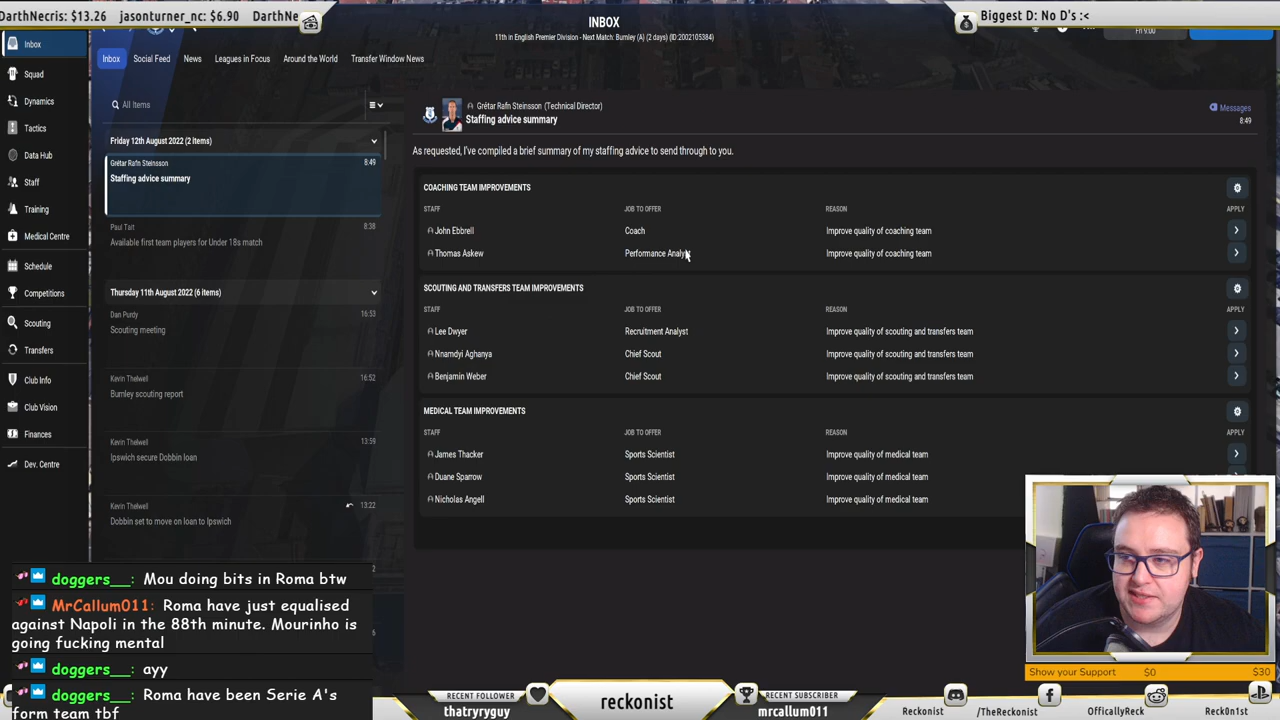 DarthNecris: $13.26 jasonturner_nc: $6.90 DarthNe
INBOX
11th in English Premier Division - Next Match: Burnley (A) (2 days) (ID:2002105384)
Biggest D: No D's :<
Fri 9:00
Inbox
Squad
Dynamics
Tactics
Data Hub
Staff
Training
Medical Centre
Schedule
Competitions
Scouting
Transfers
Club Info
Club Vision
Finances
Dev. Centre
Inbox Social Feed News Leagues in Focus Around the World Transfer Window News
All Items
Friday 12th August 2022 (2 items)
Grétar Rafn Steinsson 8:49
Staffing advice summary
Paul Tait 8:38
Available first team players for Under 18s match
Thursday 11th August 2022 (6 items)
Dan Purdy 16:53
Scouting meeting
Kevin Thelwell 16:52
Burnley scouting report
Kevin Thelwell 13:59
Ipswich secure Dobbin loan
Kevin Thelwell 13:22
Dobbin set to move on loan to Ipswich
Grétar Rafn Steinsson (Technical Director)
Staffing advice summary
Messages
8:49
As requested, I've compiled a brief summary of my staffing advice to send through to you.
COACHING TEAM IMPROVEMENTS
STAFF JOB TO OFFER REASON APPLY
John Ebbrell Coach Improve quality of coaching team
Thomas Askew Performance Analyst Improve quality of coaching team
SCOUTING AND TRANSFERS TEAM IMPROVEMENTS
STAFF JOB TO OFFER REASON APPLY
Lee Dwyer Recruitment Analyst Improve quality of scouting and transfers team
Nnamdyi Aghanya Chief Scout Improve quality of scouting and transfers team
Benjamin Weber Chief Scout Improve quality of scouting and transfers team
MEDICAL TEAM IMPROVEMENTS
STAFF JOB TO OFFER REASON APPLY
James Thacker Sports Scientist Improve quality of medical team
Duane Sparrow Sports Scientist Improve quality of medical team
Nicholas Angell Sports Scientist Improve quality of medical team
doggers__: Mou doing bits in Roma btw
MrCallum011: Roma have just equalised
against Napoli in the 88th minute. Mourinho is
going fucking mental
doggers__: ayy
doggers__: Roma have been Serie A's
form team tbf
Show your Support $0 $30
RECENT FOLLOWER
thatryryguy
reckonist
RECENT SUBSCRIBER
mrcallum011
Reckonist
/TheReckonist
OfficallyReck
Reck0n1st